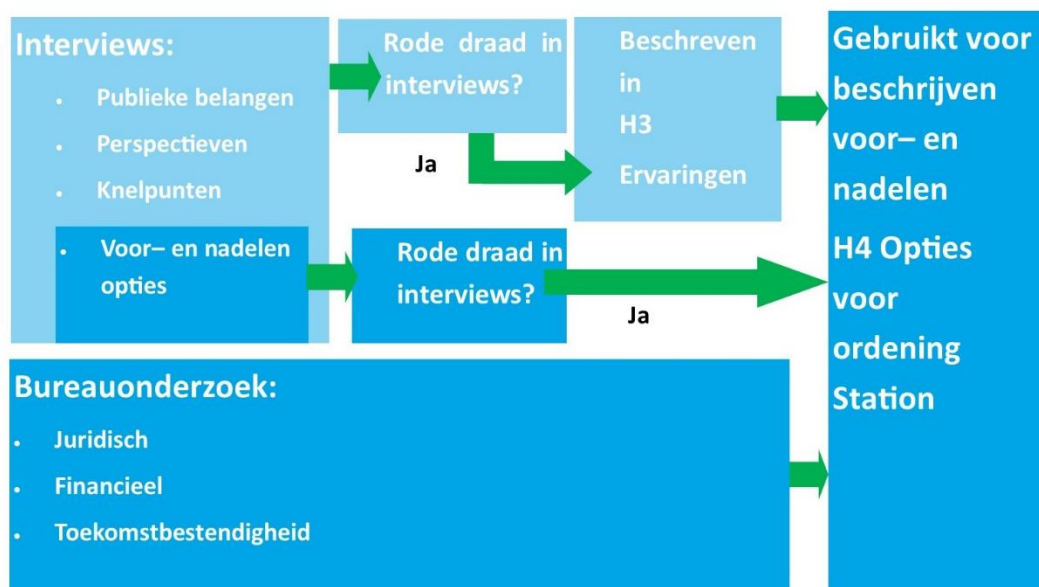 Interviews:
• Publieke belangen
• Perspectieven
• Knelpunten
• Voor– en nadelen
opties
Rode draad in
interviews?
Ja
Beschreven
in
H3
Ervaringen
Rode draad in
interviews?
Ja
Bureauonderzoek:
• Juridisch
• Financieel
• Toekomstbestendigheid
Gebruikt voor
beschrijven
voor– en
nadelen
H4 Opties
voor
ordening
Station